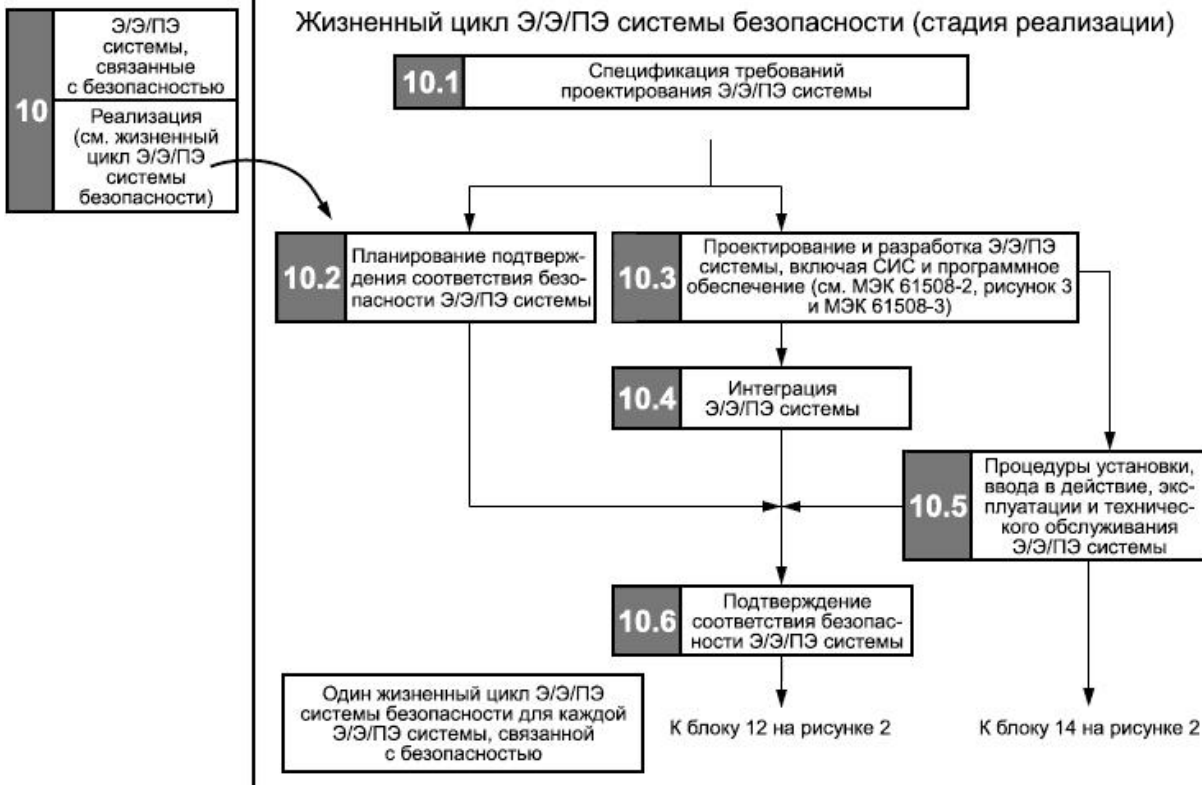 Жизненный цикл Э/Э/ПЭ системы безопасности (стадия реализации)
10
Э/Э/ПЭ
системы,
связанные
с безопасностью
Реализация
(см. жизненный
цикл Э/Э/ПЭ
системы
безопасности)
10.1
Спецификация требований
проектирования Э/Э/ПЭ системы
10.2
Планирование подтверж-
дения соответствия безо-
пасности Э/Э/ПЭ системы
10.3
Проектирование и разработка Э/Э/ПЭ
системы, включая СИС и программное
обеспечение (см. МЭК 61508-2, рисунок 3
и МЭК 61508-3)
10.4
Интеграция
Э/Э/ПЭ системы
10.5
Процедуры установки,
ввода в действие, экс-
плуатации и техничес-
кого обслуживания
Э/Э/ПЭ системы
10.6
Подтверждение
соответствия безопас-
ности Э/Э/ПЭ системы
Один жизненный цикл Э/Э/ПЭ
системы безопасности для каждой
Э/Э/ПЭ системы, связанной
с безопасностью
К блоку 12 на рисунке 2
К блоку 14 на рисунке 2